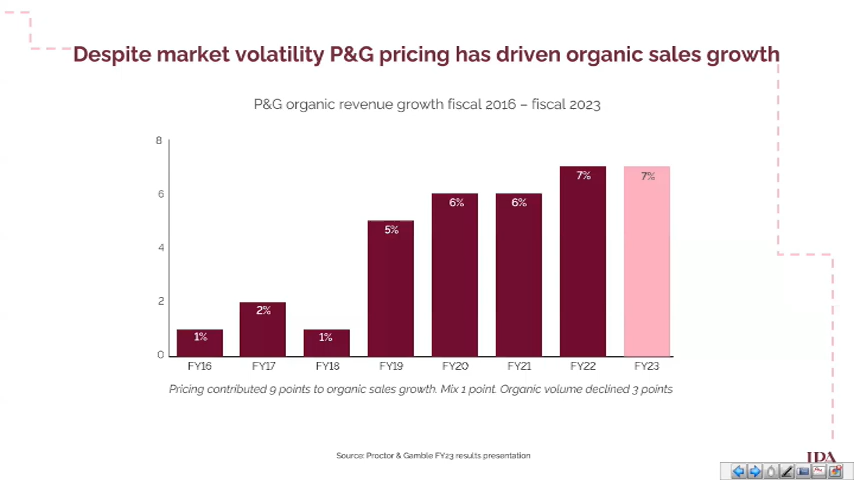 Despite market volatility P&G pricing has driven organic sales growth
P&G organic revenue growth fiscal 2016 – fiscal 2023
8
6
4
2
0
1%
2%
1%
5%
6%
6%
7%
7%
FY16 FY17 FY18 FY19 FY20 FY21 FY22 FY23
Pricing contributed 9 points to organic sales growth. Mix 1 point. Organic volume declined 3 points
Source: Proctor & Gamble FY23 results presentation
IPA